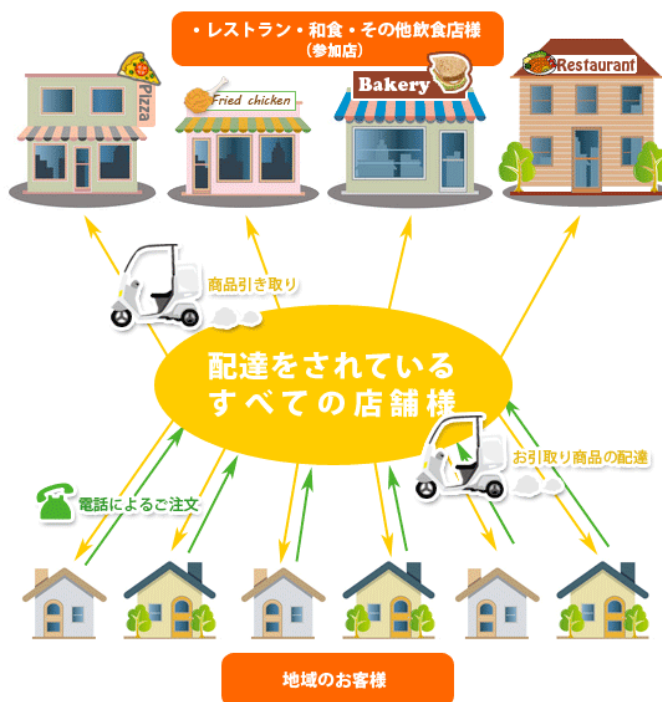 ・レストラン・和食・その他飲食店様
（参加店）
Pizza
Fried chicken
Bakery
Restaurant
商品引き取り
配達をされている
すべての店舗様
お引取り商品の配達
電話によるご注文
地域のお客様